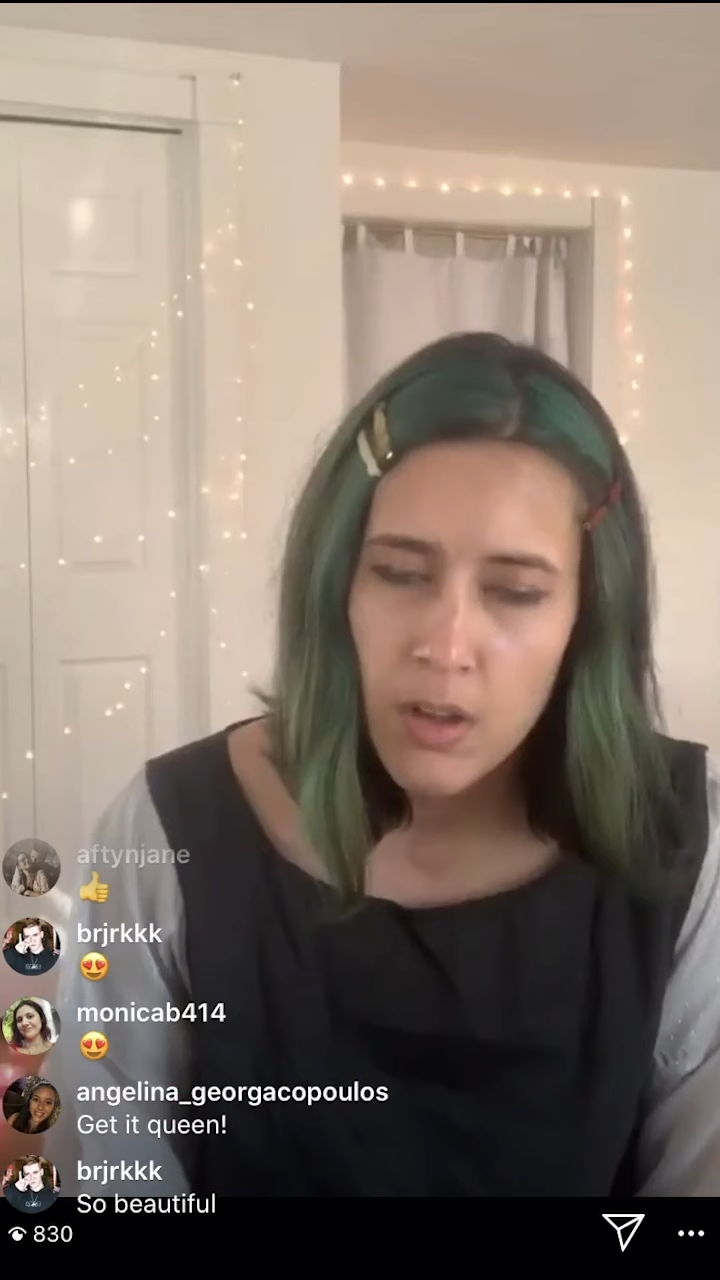 aftynjane
👍
brjrkkk
😍
monicab414
😍
angelina_georgacopoulos
Get it queen!
brjrkkk
So beautiful
830